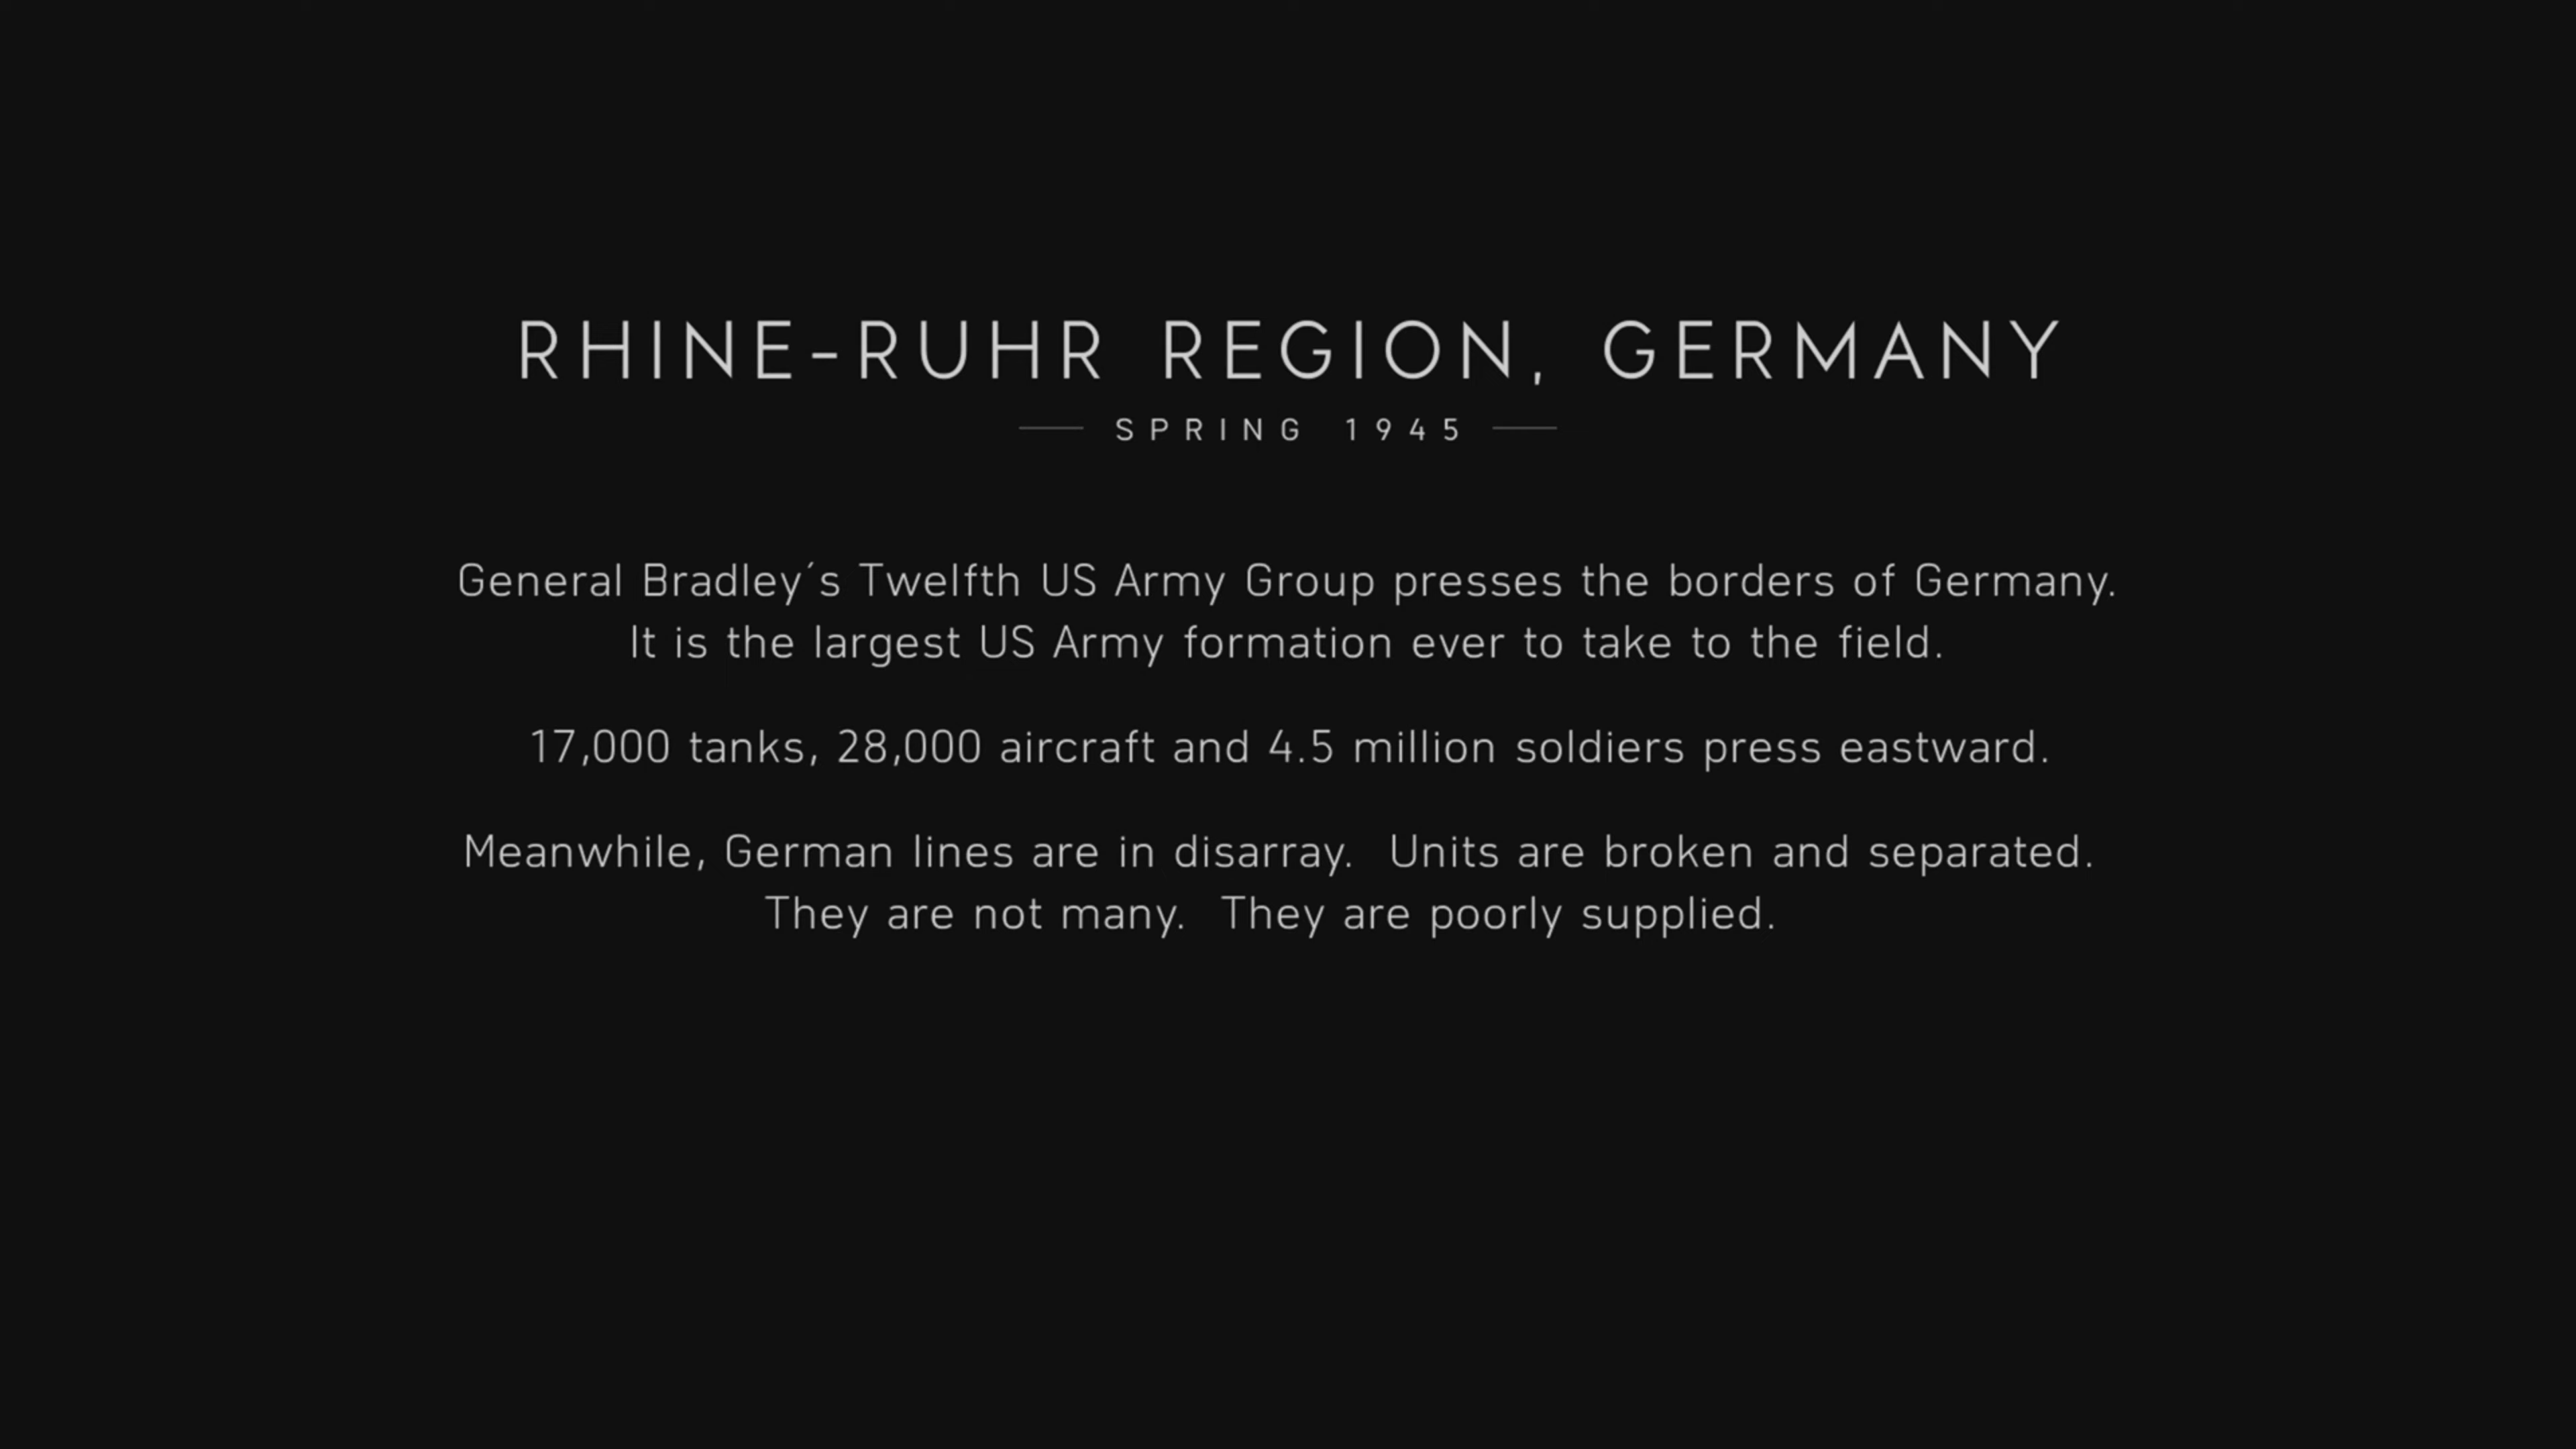 RHINE-RUHR REGION, GERMANY
SPRING 1945
General Bradley´s Twelfth US Army Group presses the borders of Germany.
It is the largest US Army formation ever to take to the field.
17,000 tanks, 28,000 aircraft and 4.5 million soldiers press eastward.
Meanwhile, German lines are in disarray.  Units are broken and separated.
They are not many.  They are poorly supplied.